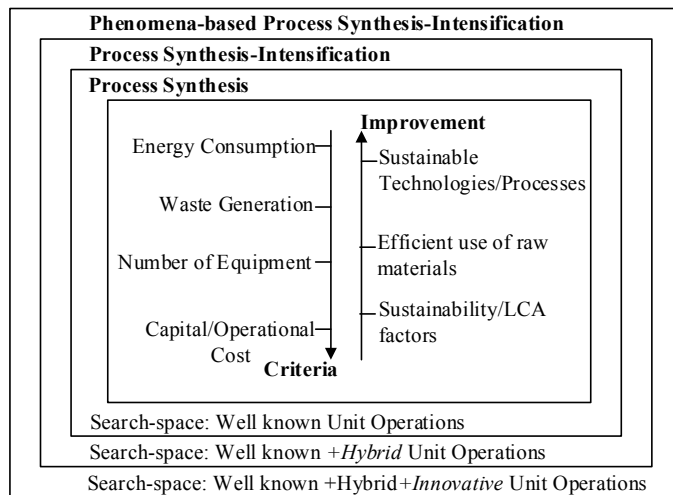 Phenomena-based Process Synthesis-Intensification
Process Synthesis-Intensification
Process Synthesis
Improvement
Energy Consumption
Waste Generation
Number of Equipment
Capital/Operational
Cost
Criteria
Sustainable
Technologies/Processes
Efficient use of raw
materials
Sustainability/LCA
factors
Search-space: Well known Unit Operations
Search-space: Well known +Hybrid Unit Operations
Search-space: Well known +Hybrid+Innovative Unit Operations